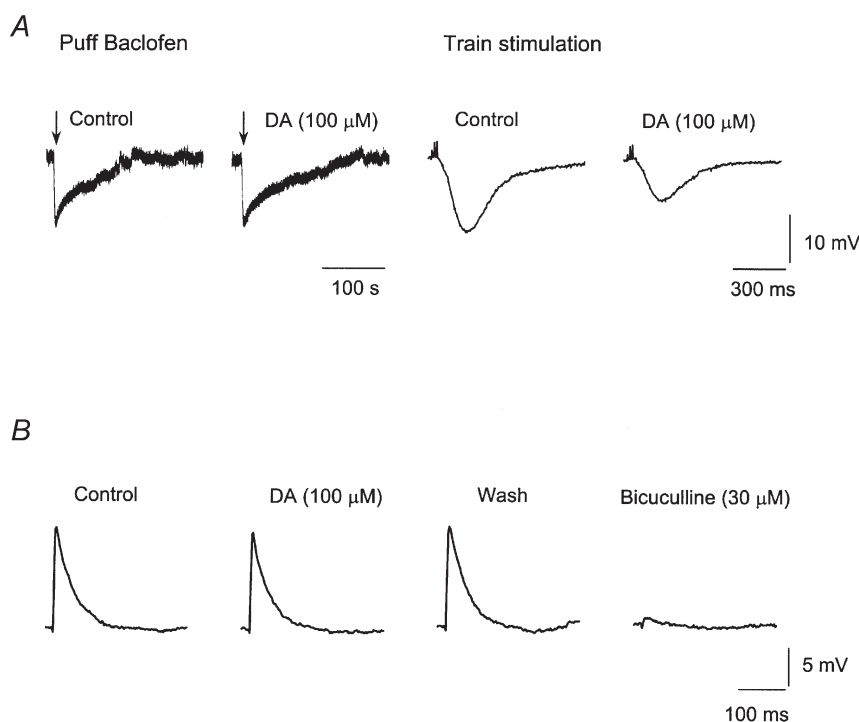 A
Puff Baclofen
Train stimulation
Control
DA (100 μM)
Control
DA (100 μM)
10 mV
100 s
300 ms
B
Control
DA (100 μM)
Wash
Bicuculline (30 μM)
5 mV
100 ms